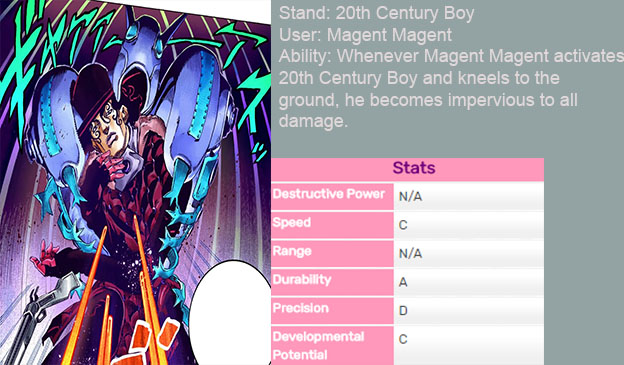 Stand: 20th Century Boy
User: Magent Magent
Ability: Whenever Magent Magent activates
20th Century Boy and kneels to the
ground, he becomes impervious to all
damage.
Stats
Destructive Power N/A
Speed C
Range N/A
Durability A
Precision D
Developmental
Potential C